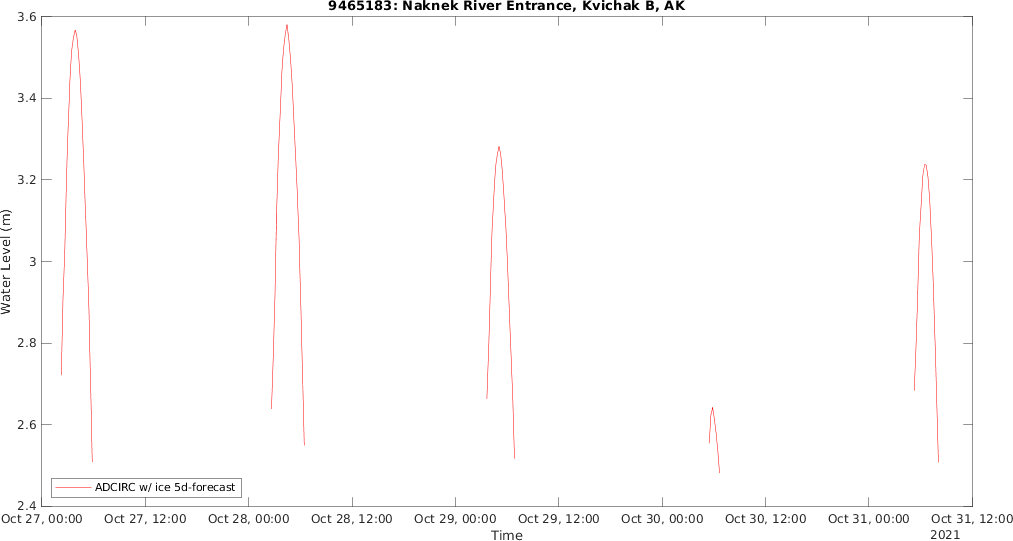 9465183: Naknek River Entrance, Kvichak B, AK
Water Level (m)
3.6
3.4
3.2
3
2.8
2.6
2.4
ADCIRC w/ ice 5d-forecast
Oct 27, 00:00 Oct 27, 12:00 Oct 28, 00:00 Oct 28, 12:00 Oct 29, 00:00 Oct 29, 12:00 Oct 30, 00:00 Oct 30, 12:00 Oct 31, 00:00 Oct 31, 12:00
Time
2021